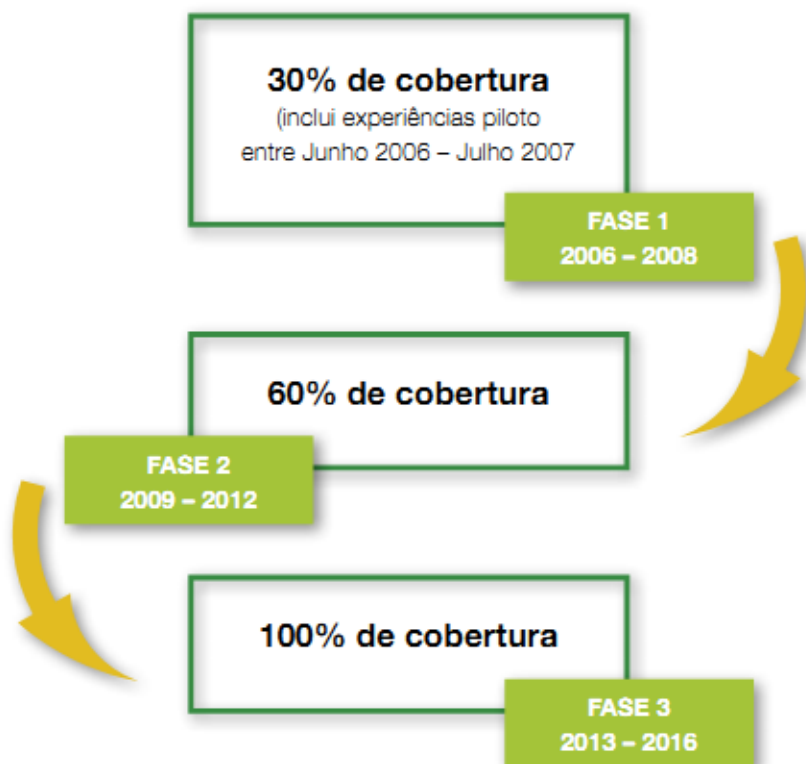 30% de cobertura
(inclui experiências piloto
entre Junho 2006 – Julho 2007
FASE 1
2006 – 2008
60% de cobertura
FASE 2
2009 – 2012
100% de cobertura
FASE 3
2013 – 2016